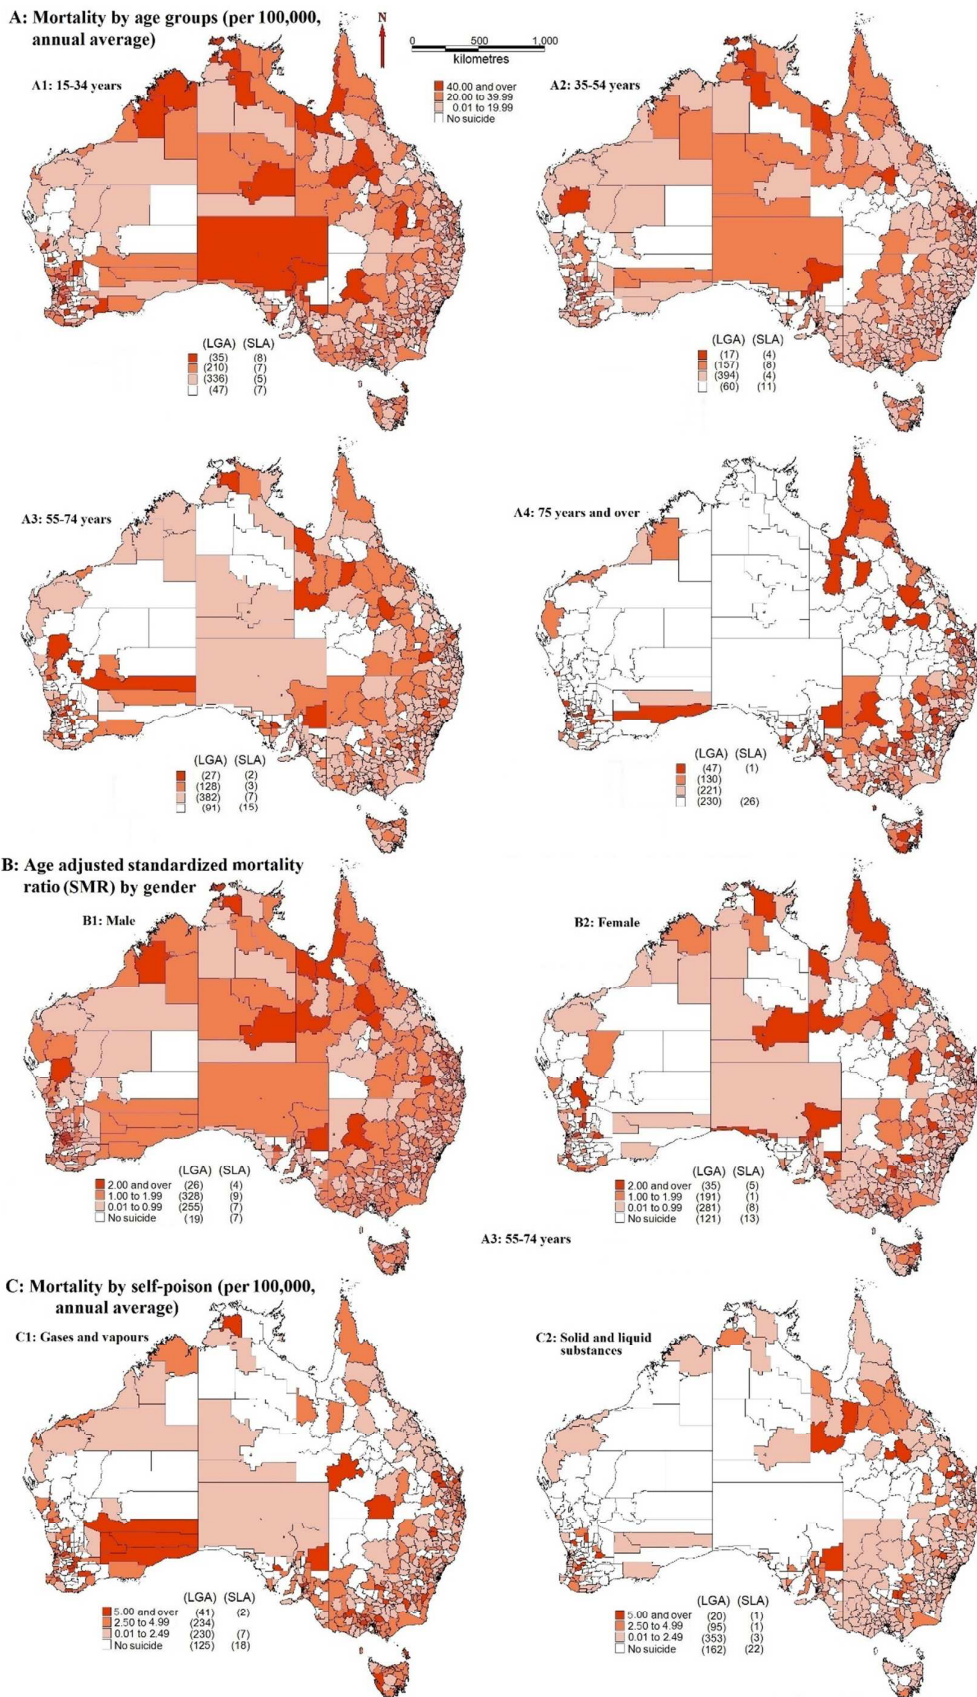 A: Mortality by age groups (per 100,000,
annual average)
N
0 500 1,000
kilometres
40.00 and over
20.00 to 39.99
0.01 to 19.99
No suicide
A1: 15-34 years
(LGA) (SLA)
(35) (8)
(210) (7)
(336) (5)
(47) (7)
A2: 35-54 years
(LGA) (SLA)
(17) (4)
(157) (8)
(394) (4)
(60) (11)
A3: 55-74 years
(LGA) (SLA)
(27) (2)
(128) (3)
(382) (7)
(91) (15)
A4: 75 years and over
(LGA) (SLA)
(47) (1)
(130)
(221)
(230) (26)
B: Age adjusted standardized mortality
ratio (SMR) by gender
B1: Male
(LGA) (SLA)
2.00 and over (26) (4)
1.00 to 1.99 (328) (9)
0.01 to 0.99 (255) (7)
No suicide (19) (7)
B2: Female
(LGA) (SLA)
2.00 and over (35) (5)
1.00 to 1.99 (191) (1)
0.01 to 0.99 (281) (8)
No suicide (121) (13)
A3: 55-74 years
C: Mortality by self-poison (per 100,000,
annual average)
C1: Gases and vapours
(LGA) (SLA)
5.00 and over (41) (2)
2.50 to 4.99 (234)
0.01 to 2.49 (230) (7)
No suicide (125) (18)
C2: Solid and liquid
substances
(LGA) (SLA)
5.00 and over (20) (1)
2.50 to 4.99 (95) (1)
0.01 to 2.49 (353) (3)
No suicide (162) (22)